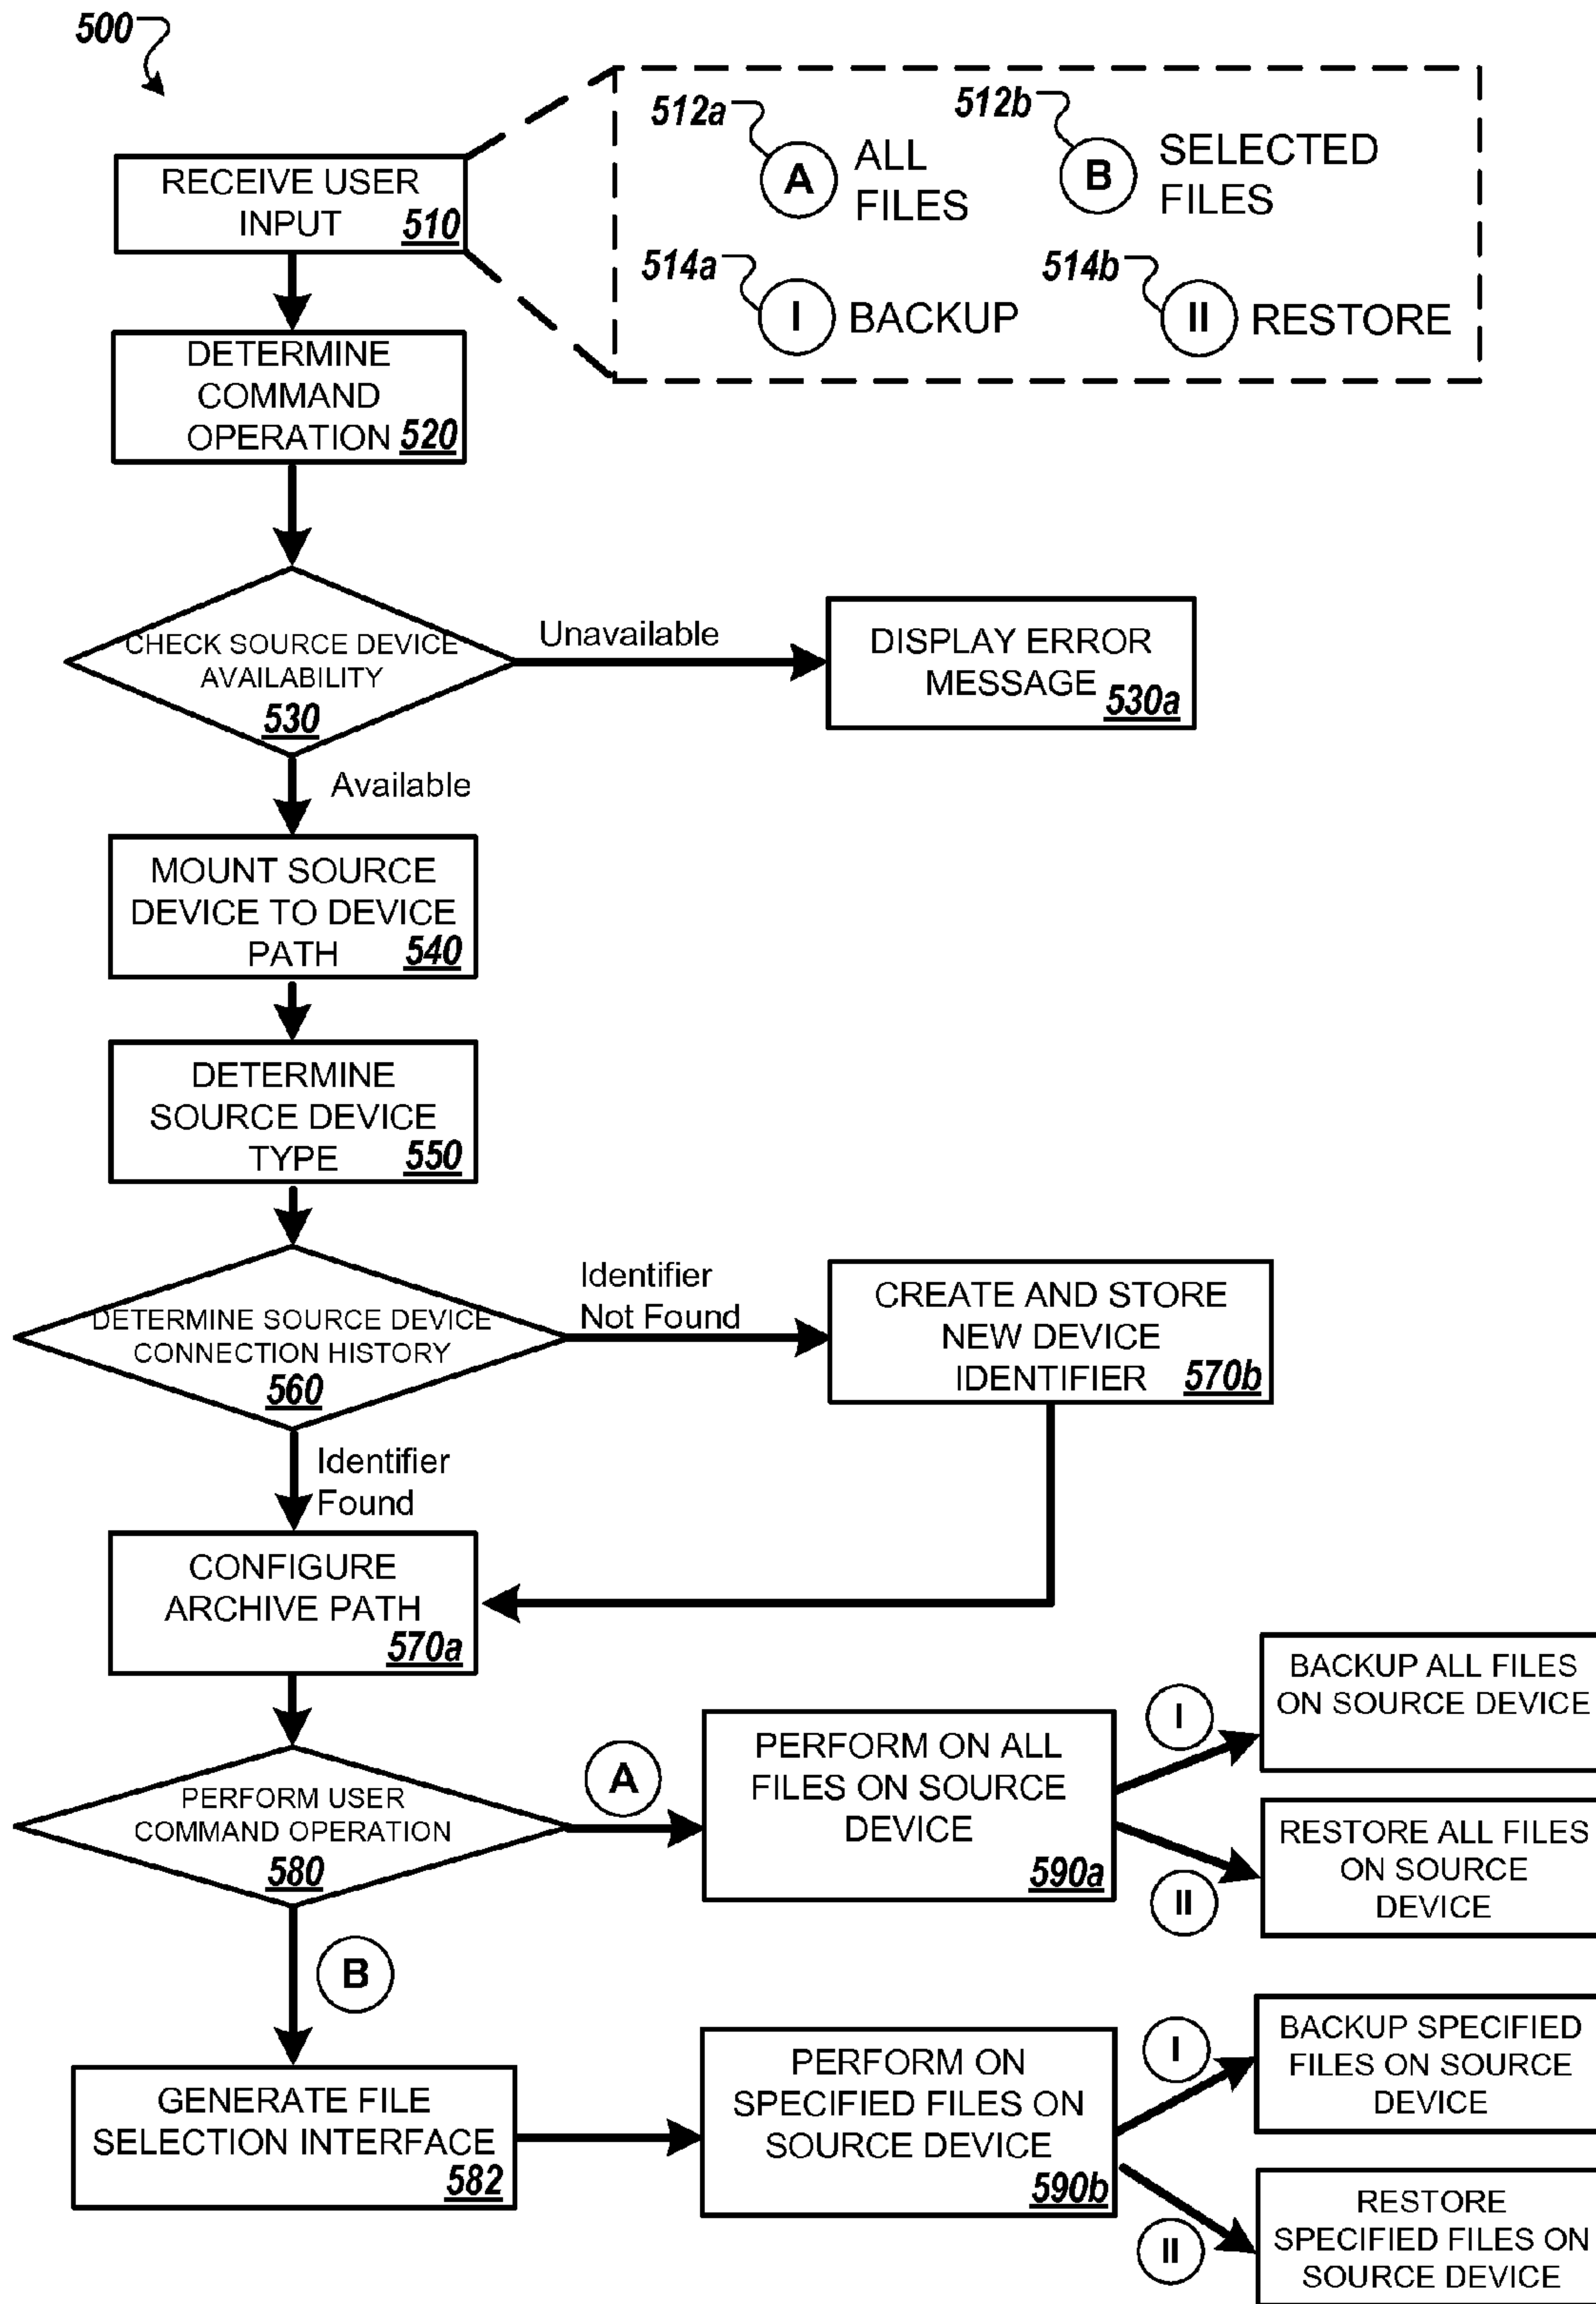 500
RECEIVE USER
INPUT 510
512a
A
ALL
FILES
512b
B
SELECTED
FILES
514a
I
BACKUP
514b
II
RESTORE
DETERMINE
COMMAND
OPERATION 520
CHECK SOURCE DEVICE
AVAILABILITY
530
Unavailable
DISPLAY ERROR
MESSAGE 530a
Available
MOUNT SOURCE
DEVICE TO DEVICE
PATH 540
DETERMINE
SOURCE DEVICE
TYPE 550
DETERMINE SOURCE DEVICE
CONNECTION HISTORY
560
Identifier
Not Found
CREATE AND STORE
NEW DEVICE
IDENTIFIER 570b
Identifier
Found
CONFIGURE
ARCHIVE PATH
570a
PERFORM USER
COMMAND OPERATION
580
A
PERFORM ON ALL
FILES ON SOURCE
DEVICE
590a
I
BACKUP ALL FILES
ON SOURCE DEVICE
II
RESTORE ALL FILES
ON SOURCE
DEVICE
B
GENERATE FILE
SELECTION INTERFACE
582
PERFORM ON
SPECIFIED FILES ON
SOURCE DEVICE
590b
I
BACKUP SPECIFIED
FILES ON SOURCE
DEVICE
II
RESTORE
SPECIFIED FILES ON
SOURCE DEVICE